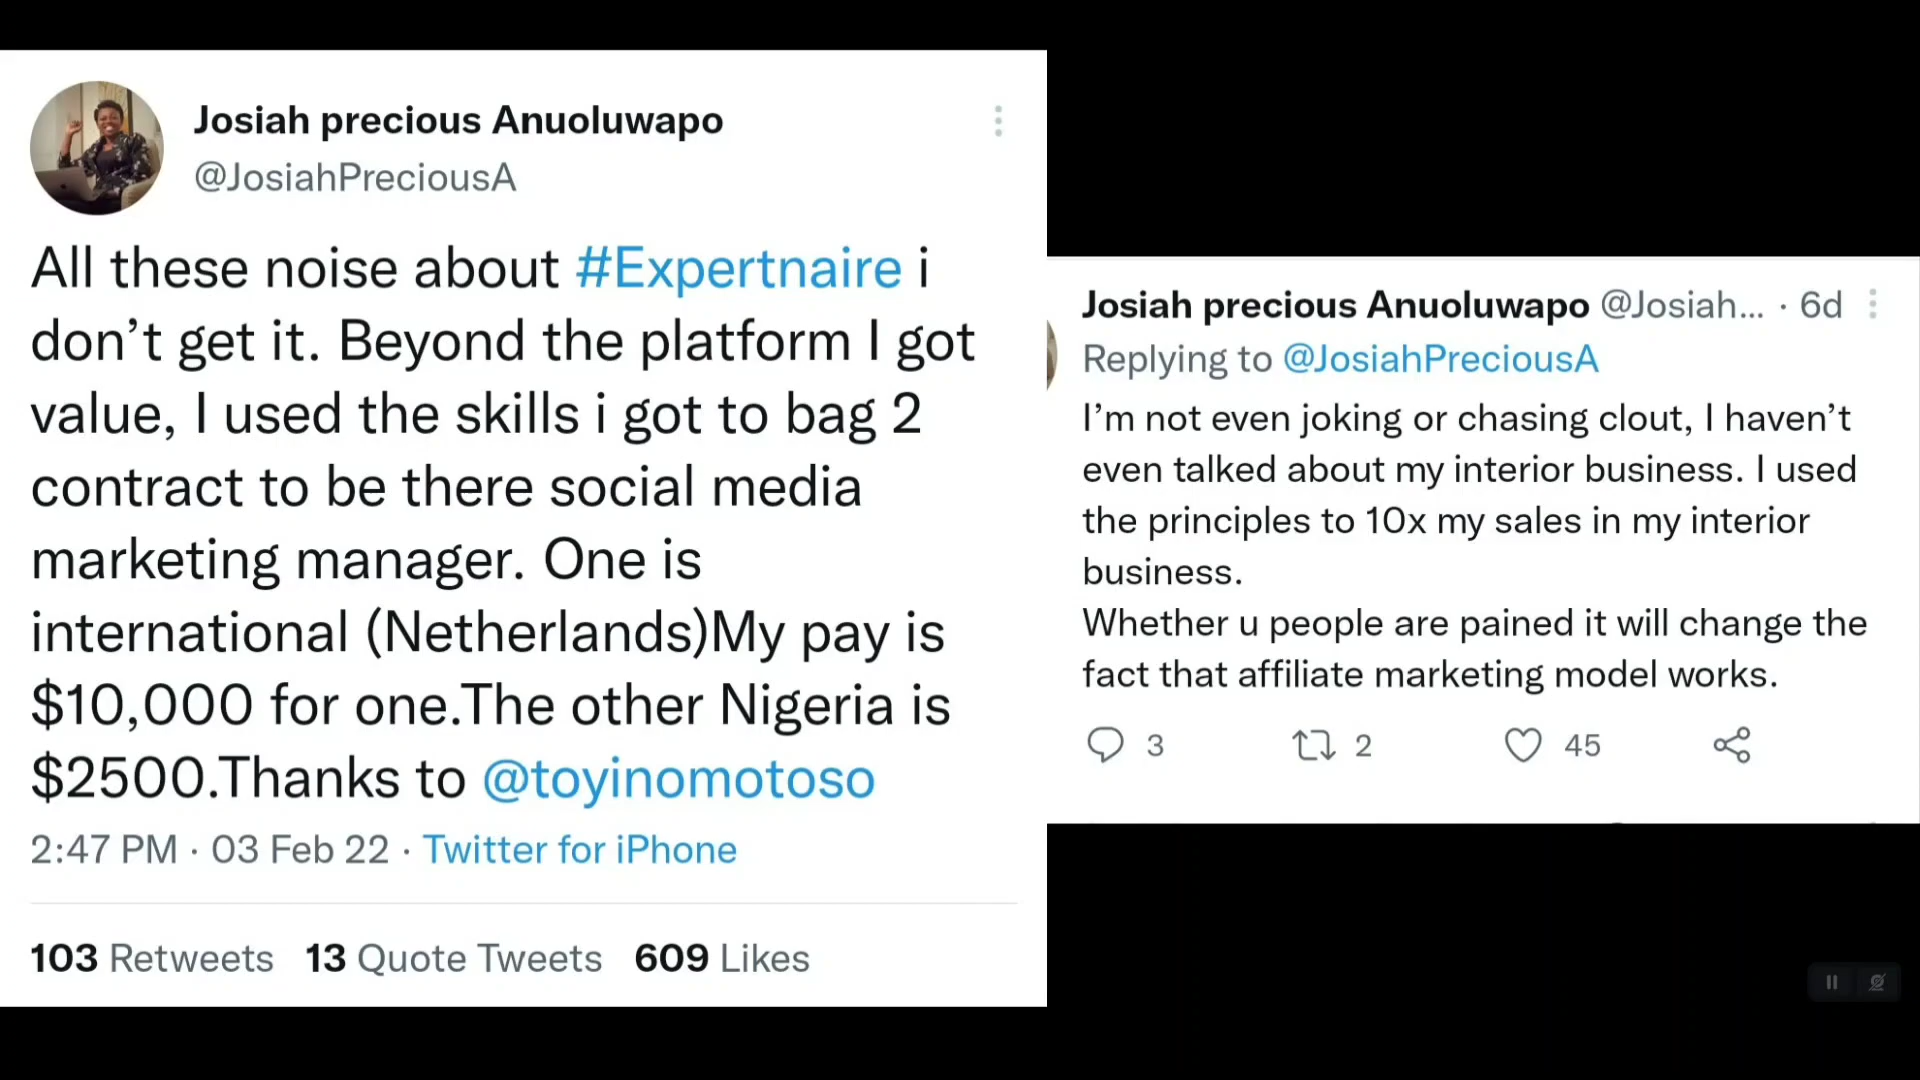 Josiah precious Anuoluwapo
@JosiahPreciousA
All these noise about #Expertnaire i
don’t get it. Beyond the platform I got
value, I used the skills i got to bag 2
contract to be there social media
marketing manager. One is
international (Netherlands)My pay is
$10,000 for one.The other Nigeria is
$2500.Thanks to @toyinomotoso
2:47 PM · 03 Feb 22 · Twitter for iPhone
103 Retweets 13 Quote Tweets 609 Likes
Josiah precious Anuoluwapo @Josiah... · 6d
Replying to @JosiahPreciousA
I’m not even joking or chasing clout, I haven’t
even talked about my interior business. I used
the principles to 10x my sales in my interior
business.
Whether u people are pained it will change the
fact that affiliate marketing model works.
3 2 45